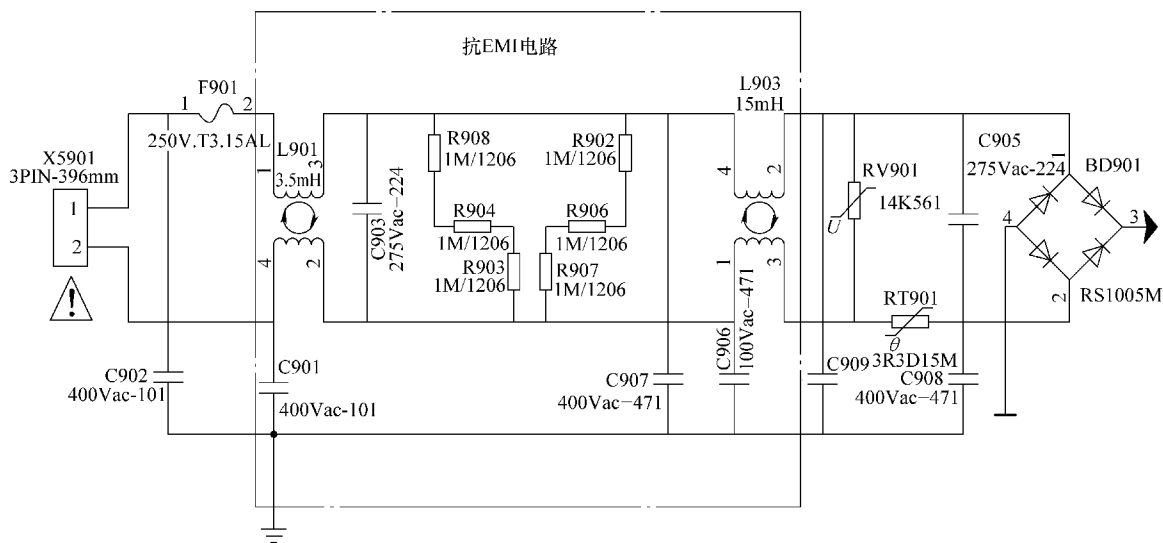 抗EMI电路
F901
1
2
250V.T3.15AL
X5901
3PIN-396mm
1
2
L901
3.5mH
1
3
4
2
C903
275Vac-224
R908
1M/1206
R902
1M/1206
R904
1M/1206
R906
1M/1206
R903
1M/1206
R907
1M/1206
L903
15mH
4
2
1
3
RV901
14K561
U
C905
275Vac-224
BD901
1
4
3
2
RS1005M
RT901
θ
3R3D15M
C902
400Vac-101
C901
400Vac-101
C907
400Vac-471
C906
100Vac-471
C909
C908
400Vac-471